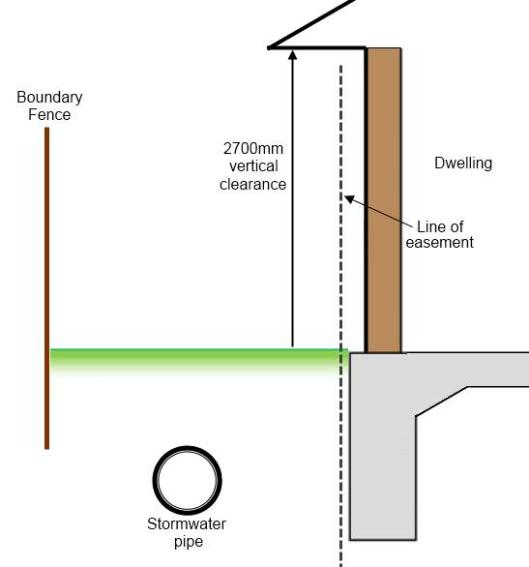 Boundary
Fence
2700mm
vertical
clearance
Dwelling
Line of
easement
Stormwater
pipe